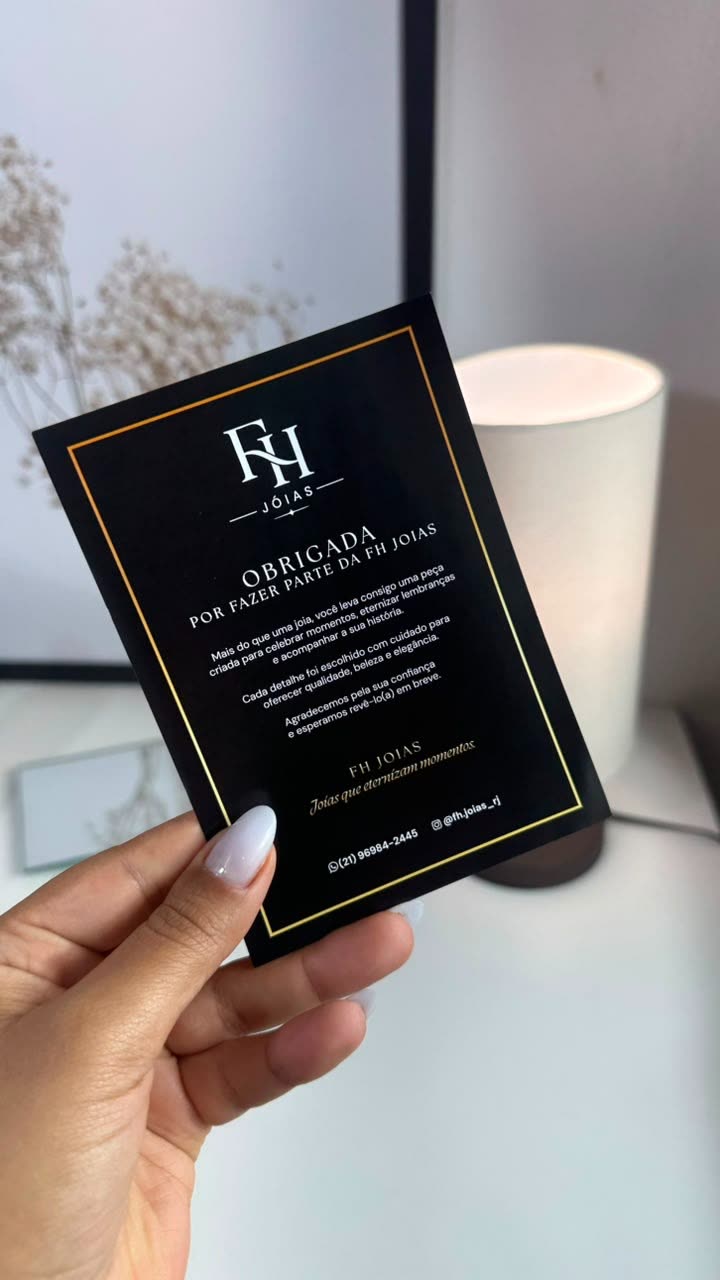 FH
JÓIAS
OBRIGADA
POR FAZER PARTE DA FH JOIAS
Mais do que uma joia, você leva consigo uma peça
criada para celebrar momentos, eternizar lembranças
e acompanhar a sua história.
Cada detalhe foi escolhido com cuidado para
oferecer qualidade, beleza e elegância.
Agradecemos pela sua confiança
e esperamos revê-lo(a) em breve.
FH JOIAS
Joias que eternizam momentos.
(21) 96984-2445 @fh.joias_rj